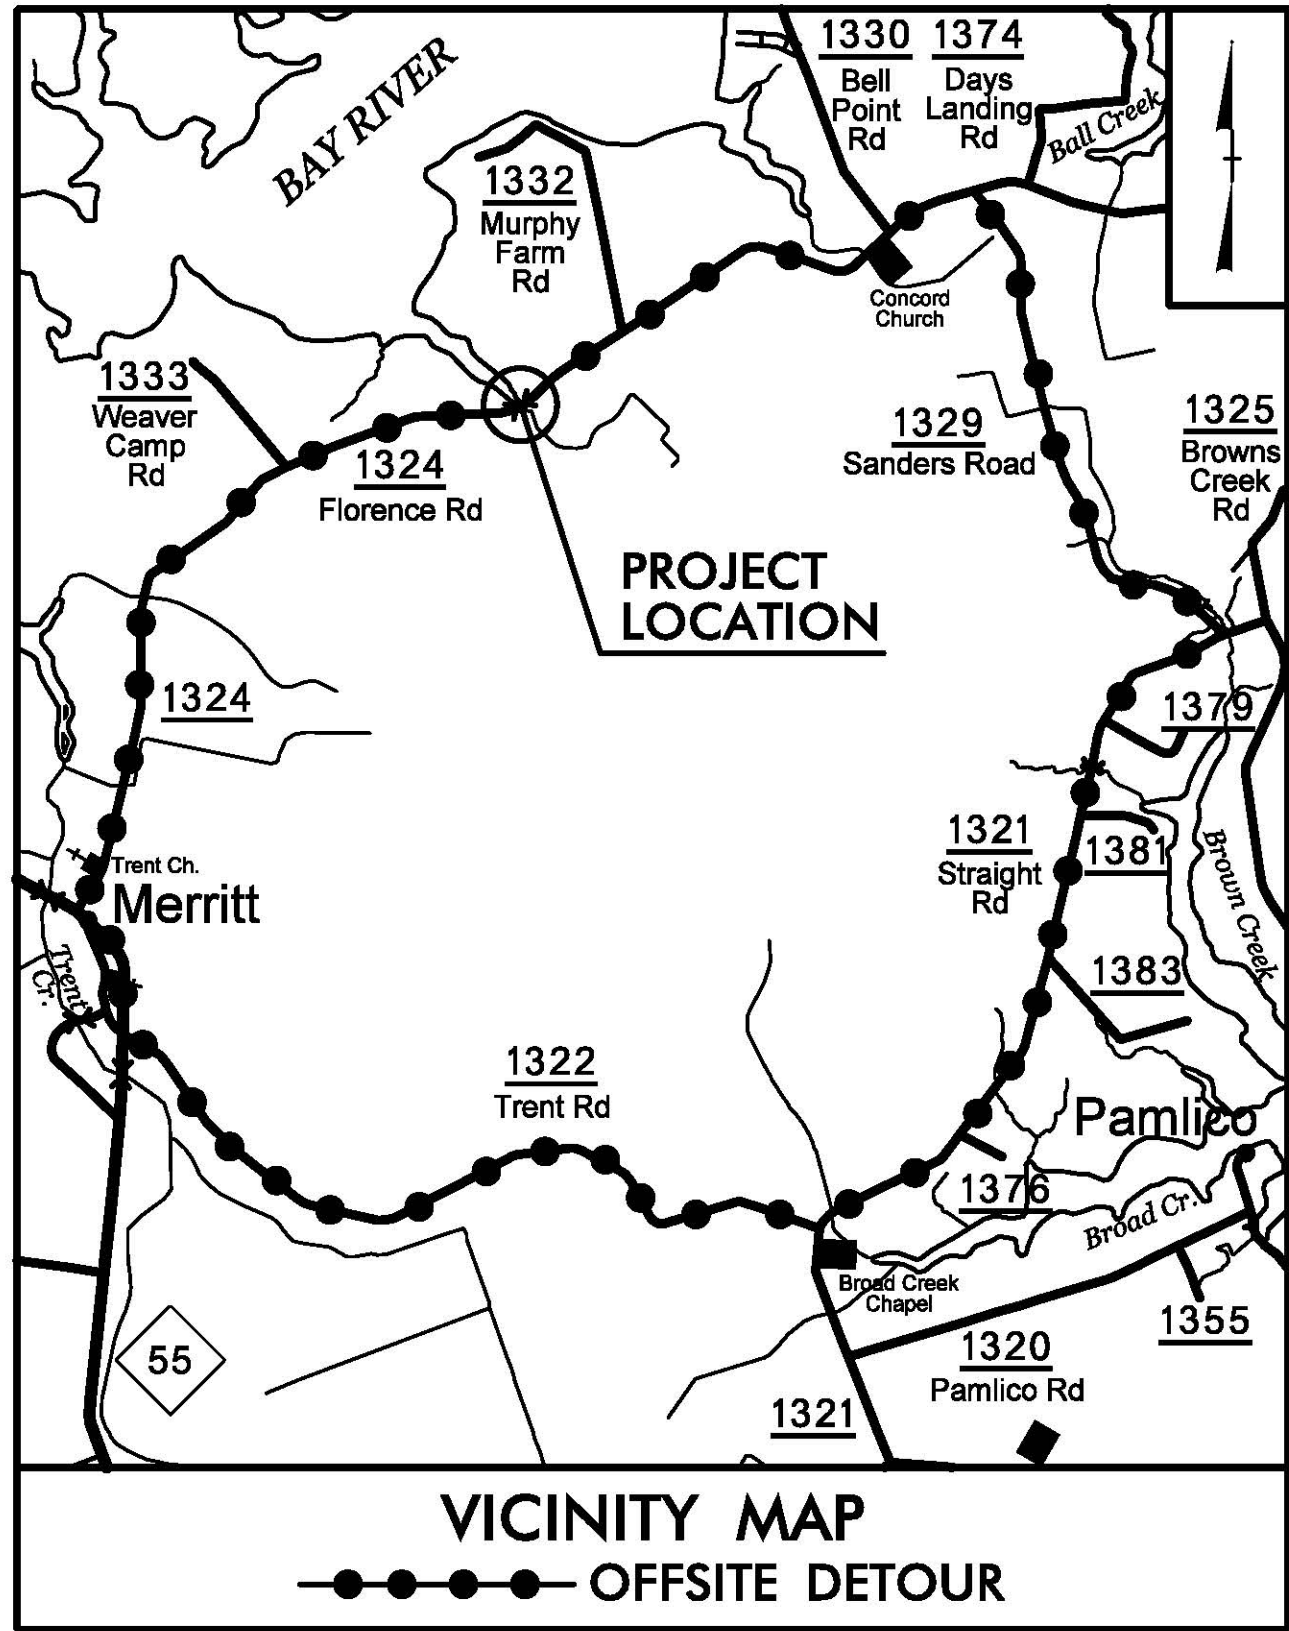 BAY RIVER
1330
Bell
Point
Rd
1374
Days
Landing
Rd
Ball Creek
1332
Murphy
Farm
Rd
Concord
Church
1333
Weaver
Camp
Rd
1324
Florence Rd
1329
Sanders Road
1325
Browns
Creek
Rd
PROJECT
LOCATION
1324
1379
1321
Straight
Rd
1381
Brown Creek
Trent Ch.
Merritt
Trent
Cr.
1383
1322
Trent Rd
Pamlico
1376
Broad Cr.
Broad Creek
Chapel
1355
1320
Pamlico Rd
55
1321
VICINITY MAP
OFFSITE DETOUR